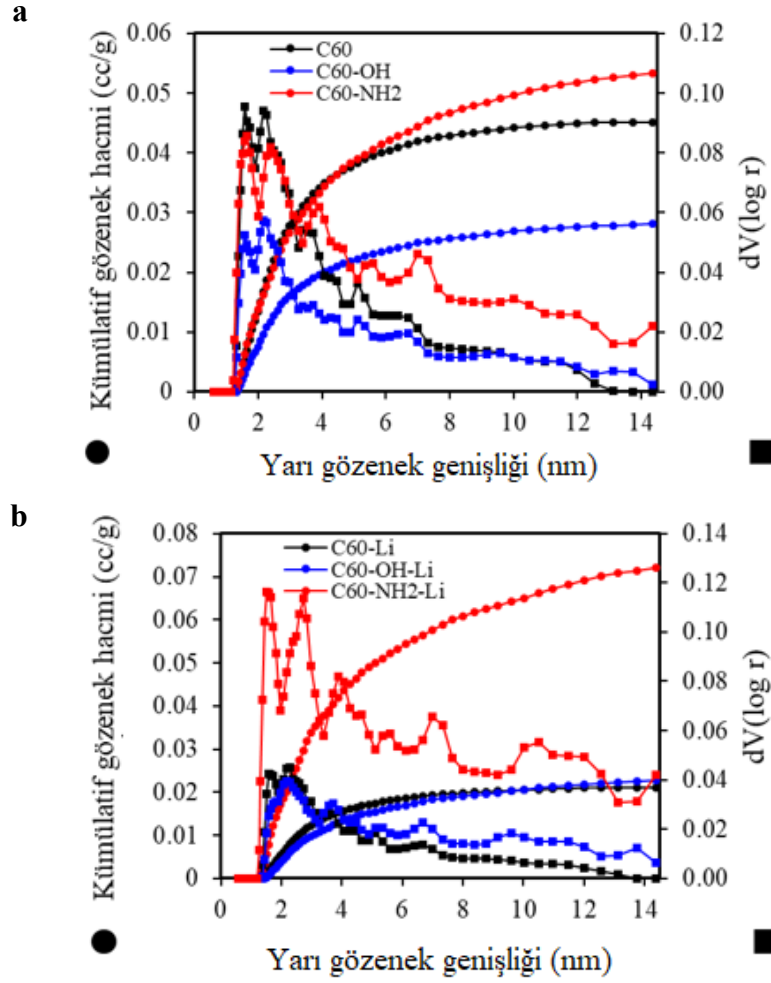 a
0.06
0.05
0.04
0.03
0.02
0.01
0
0.12
0.10
0.08
0.06
0.04
0.02
0.00
C60
C60-OH
C60-NH2
Kümülatif gözenek hacmi (cc/g)
dV(log r)
0 2 4 6 8 10 12 14
Yarı gözenek genişliği (nm)
b
0.08
0.07
0.06
0.05
0.04
0.03
0.02
0.01
0
0.14
0.12
0.10
0.08
0.06
0.04
0.02
0.00
C60-Li
C60-OH-Li
C60-NH2-Li
Kümülatif gözenek hacmi (cc/g)
dV(log r)
0 2 4 6 8 10 12 14
Yarı gözenek genişliği (nm)